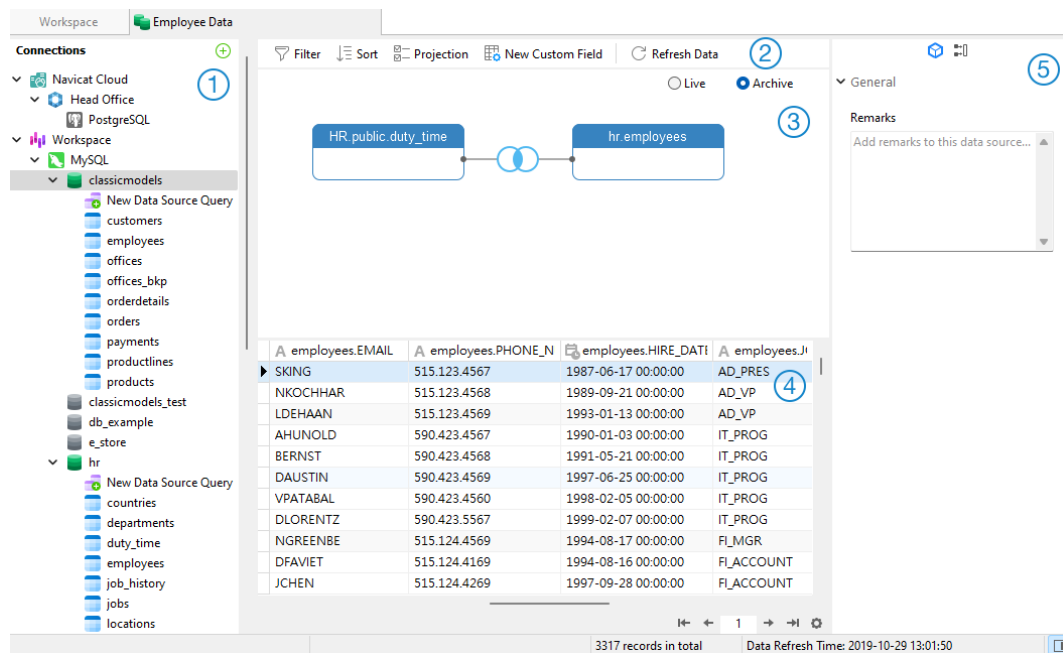 Workspace
Employee Data
Connections
1
Navicat Cloud
Head Office
PostgreSQL
Workspace
MySQL
classicmodels
New Data Source Query
customers
employees
offices
offices_bkp
orderdetails
orders
payments
productlines
products
classicmodels_test
db_example
e_store
hr
New Data Source Query
countries
departments
duty_time
employees
job_history
jobs
locations
Filter Sort Projection New Custom Field Refresh Data 2
Live Archive
3
HR.public.duty_time hr.employees
A employees.EMAIL A employees.PHONE_N employees.HIRE_DATE A employees.J
SKING 515.123.4567 1987-06-17 00:00:00 AD_PRES
4
NKOCHHAR 515.123.4568 1989-09-21 00:00:00 AD_VP
LDEHAAN 515.123.4569 1993-01-13 00:00:00 AD_VP
AHUNOLD 590.423.4567 1990-01-03 00:00:00 IT_PROG
BERNST 590.423.4568 1991-05-21 00:00:00 IT_PROG
DAUSTIN 590.423.4569 1997-06-25 00:00:00 IT_PROG
VPATABAL 590.423.4560 1998-02-05 00:00:00 IT_PROG
DLORENTZ 590.423.5567 1999-02-07 00:00:00 IT_PROG
NGREENBE 515.124.4569 1994-08-17 00:00:00 FI_MGR
DFAVIET 515.124.4169 1994-08-16 00:00:00 FI_ACCOUNT
JCHEN 515.124.4269 1997-09-28 00:00:00 FI_ACCOUNT
1
5
General
Remarks
Add remarks to this data source...
3317 records in total Data Refresh Time: 2019-10-29 13:01:50